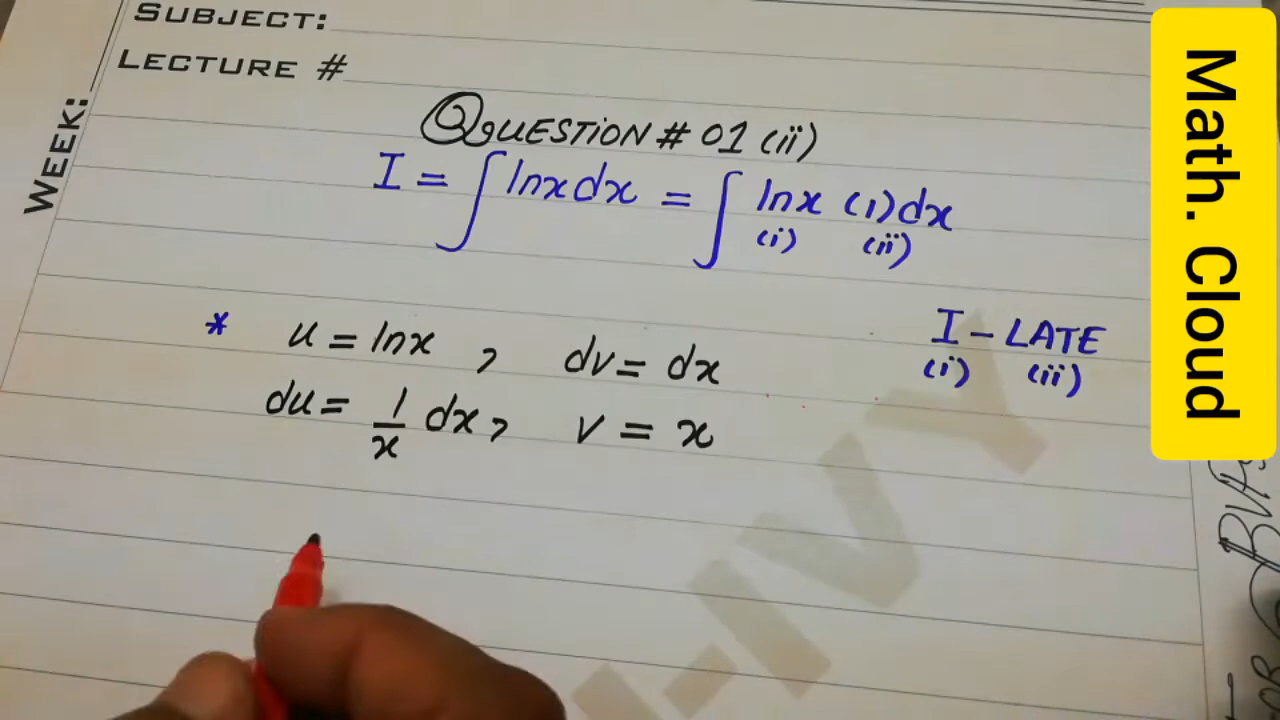 SUBJECT:
LECTURE #
WEEK:
QUESTION # 01 (ii)
I = ∫ lnx dx = ∫ lnx (1) dx
(i) (ii)
* u = lnx , dv = dx
I - LATE
(i) (ii)
du = 1/x dx , v = x
Math. Cloud